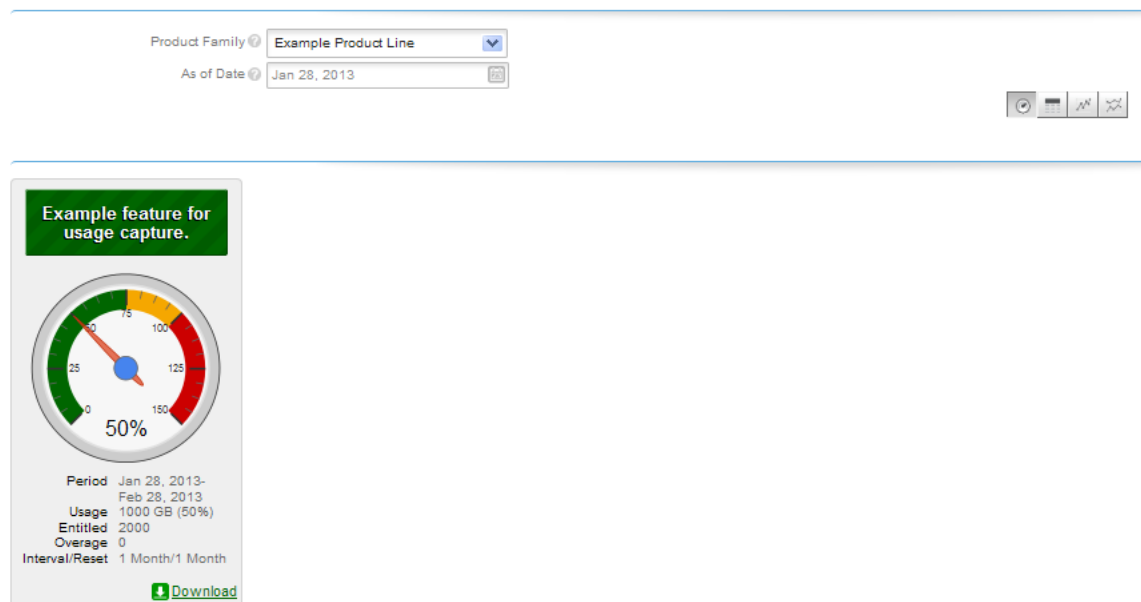 Product Family Example Product Line
As of Date Jan 28, 2013
Example feature for
usage capture.
0
25
50
75
100
125
150
50%
Period Jan 28, 2013-
Feb 28, 2013
Usage 1000 GB (50%)
Entitled 2000
Overage 0
Interval/Reset 1 Month/1 Month
Download